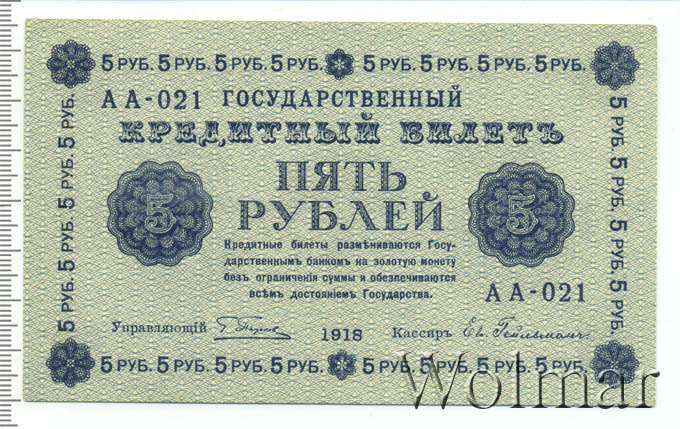 5 РУБ. 5 РУБ. 5 РУБ. 5 РУБ. 5 РУБ. 5 РУБ. 5 РУБ. 5 РУБ.
АА-021 ГОСУДАРСТВЕННЫЙ
КРЕДИТНЫЙ БИЛЕТЪ
5
ПЯТЬ
РУБЛЕЙ
5
Кредитные билеты размѣниваются Госу-
дарственнымъ банкомъ на золотую монету
безъ ограниченія суммы и обезпечиваются
всѣмъ достояніемъ Государства.
АА-021
Управляющій
1918
Кассиръ Ев. Гейльманъ.
5 РУБ. 5 РУБ. 5 РУБ. 5 РУБ. 5 РУБ. 5 РУБ. 5 РУБ. 5 РУБ.
5 РУБ. 5 РУБ. 5 РУБ. 5 РУБ.
5 РУБ. 5 РУБ. 5 РУБ. 5 РУБ.
Wolmar